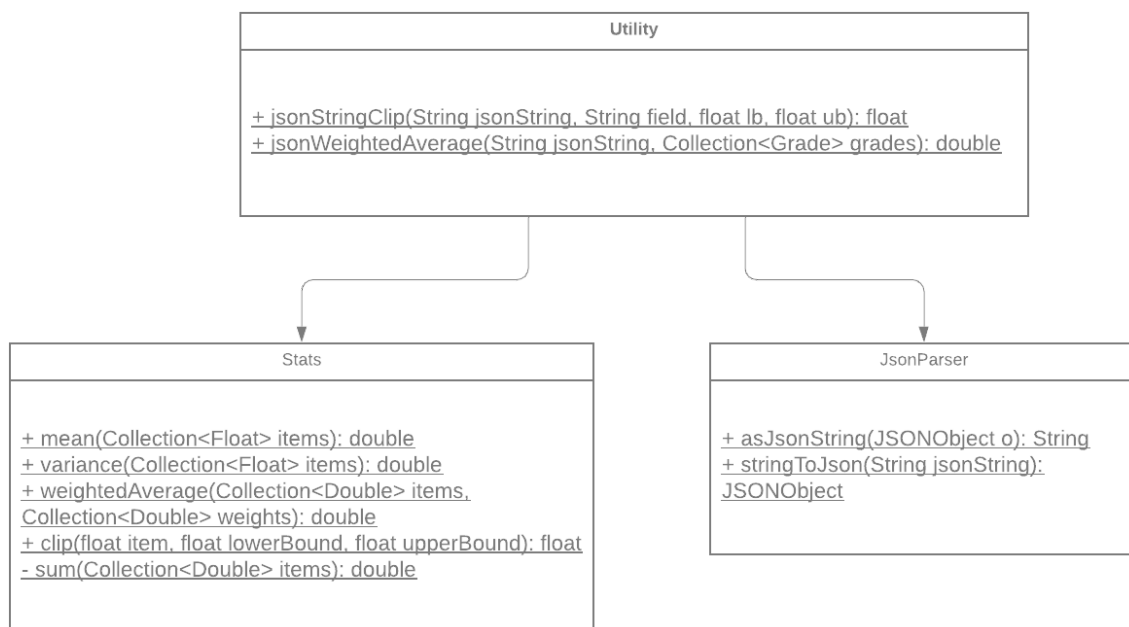 Utility
+ jsonStringClip(String jsonString, String field, float lb, float ub): float
+ jsonWeightedAverage(String jsonString, Collection<Grade> grades): double
Stats
+ mean(Collection<Float> items): double
+ variance(Collection<Float> items): double
+ weightedAverage(Collection<Double> items,
Collection<Double> weights): double
+ clip(float item, float lowerBound, float upperBound): float
- sum(Collection<Double> items): double
JsonParser
+ asJsonString(JSONObject o): String
+ stringToJson(String jsonString):
JSONObject